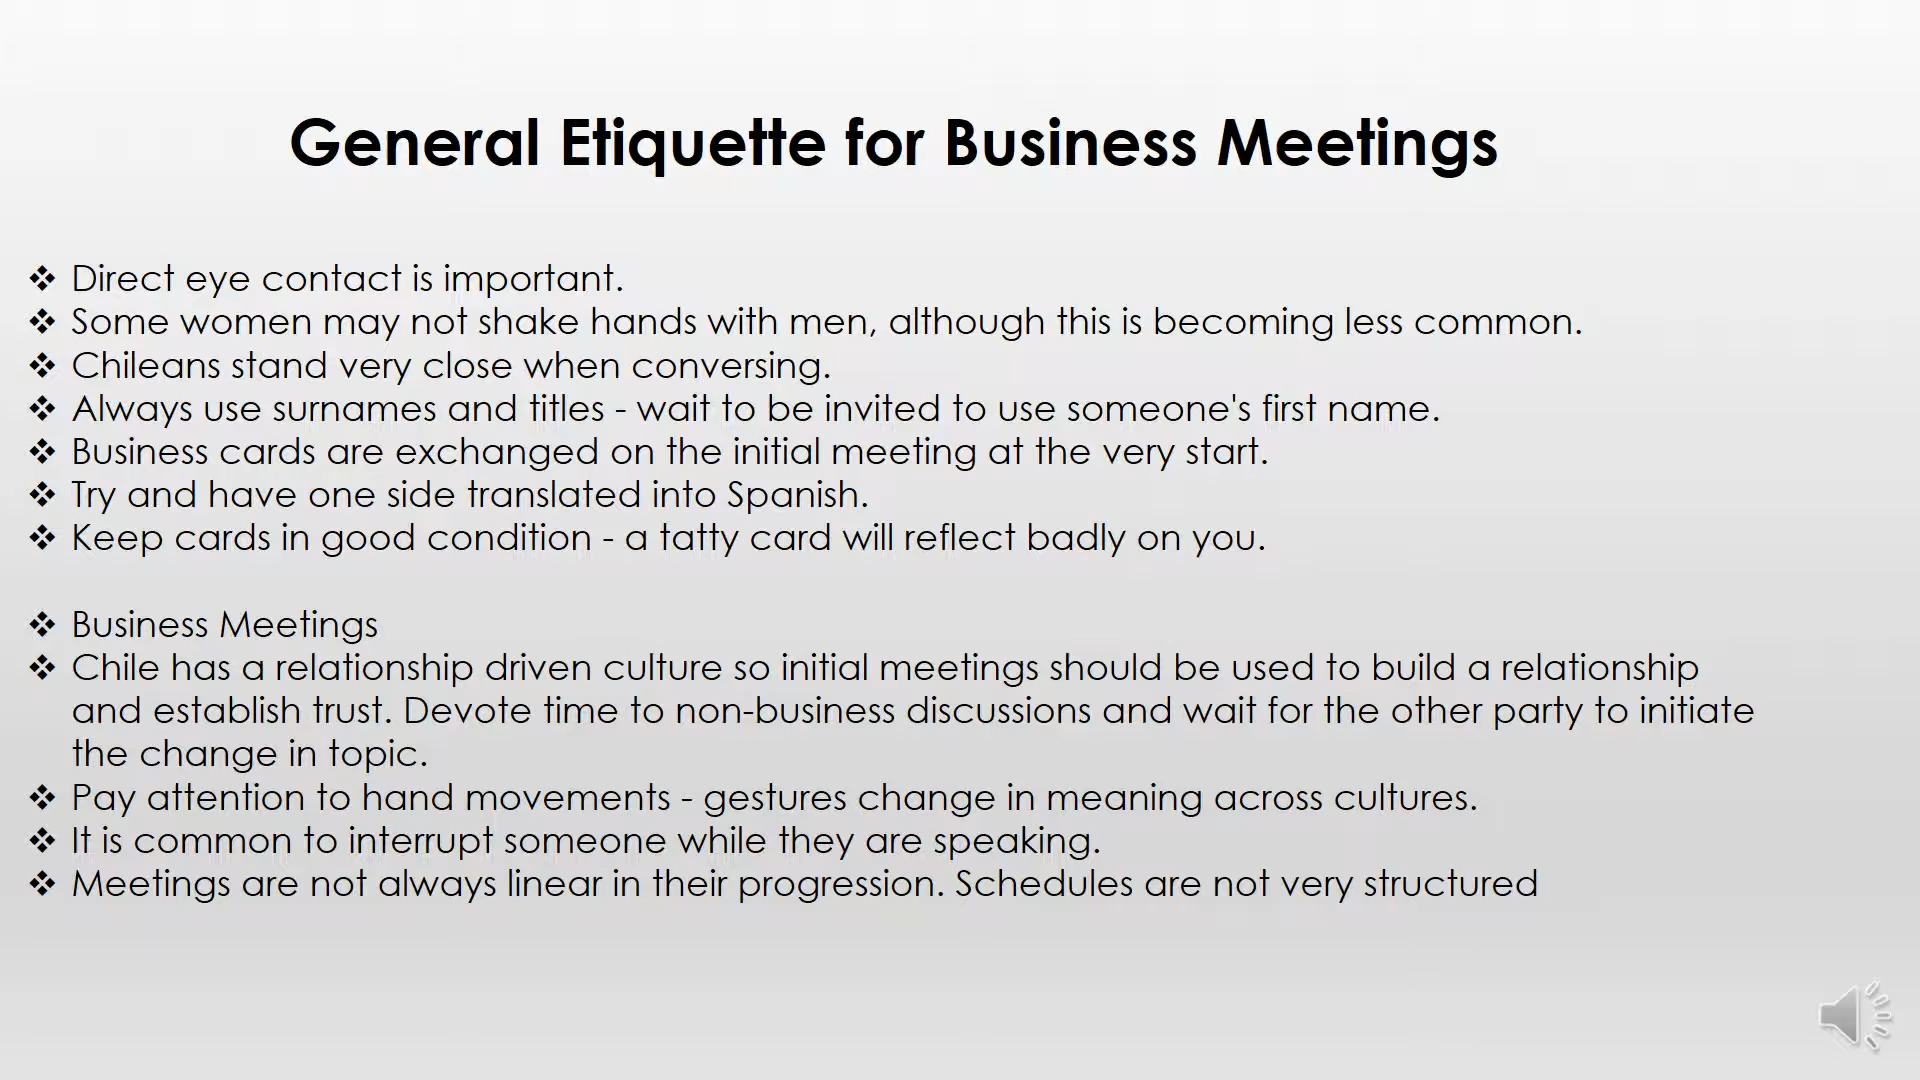 General Etiquette for Business Meetings
❖ Direct eye contact is important.
❖ Some women may not shake hands with men, although this is becoming less common.
❖ Chileans stand very close when conversing.
❖ Always use surnames and titles - wait to be invited to use someone's first name.
❖ Business cards are exchanged on the initial meeting at the very start.
❖ Try and have one side translated into Spanish.
❖ Keep cards in good condition - a tatty card will reflect badly on you.
❖ Business Meetings
❖ Chile has a relationship driven culture so initial meetings should be used to build a relationship
and establish trust. Devote time to non-business discussions and wait for the other party to initiate
the change in topic.
❖ Pay attention to hand movements - gestures change in meaning across cultures.
❖ It is common to interrupt someone while they are speaking.
❖ Meetings are not always linear in their progression. Schedules are not very structured